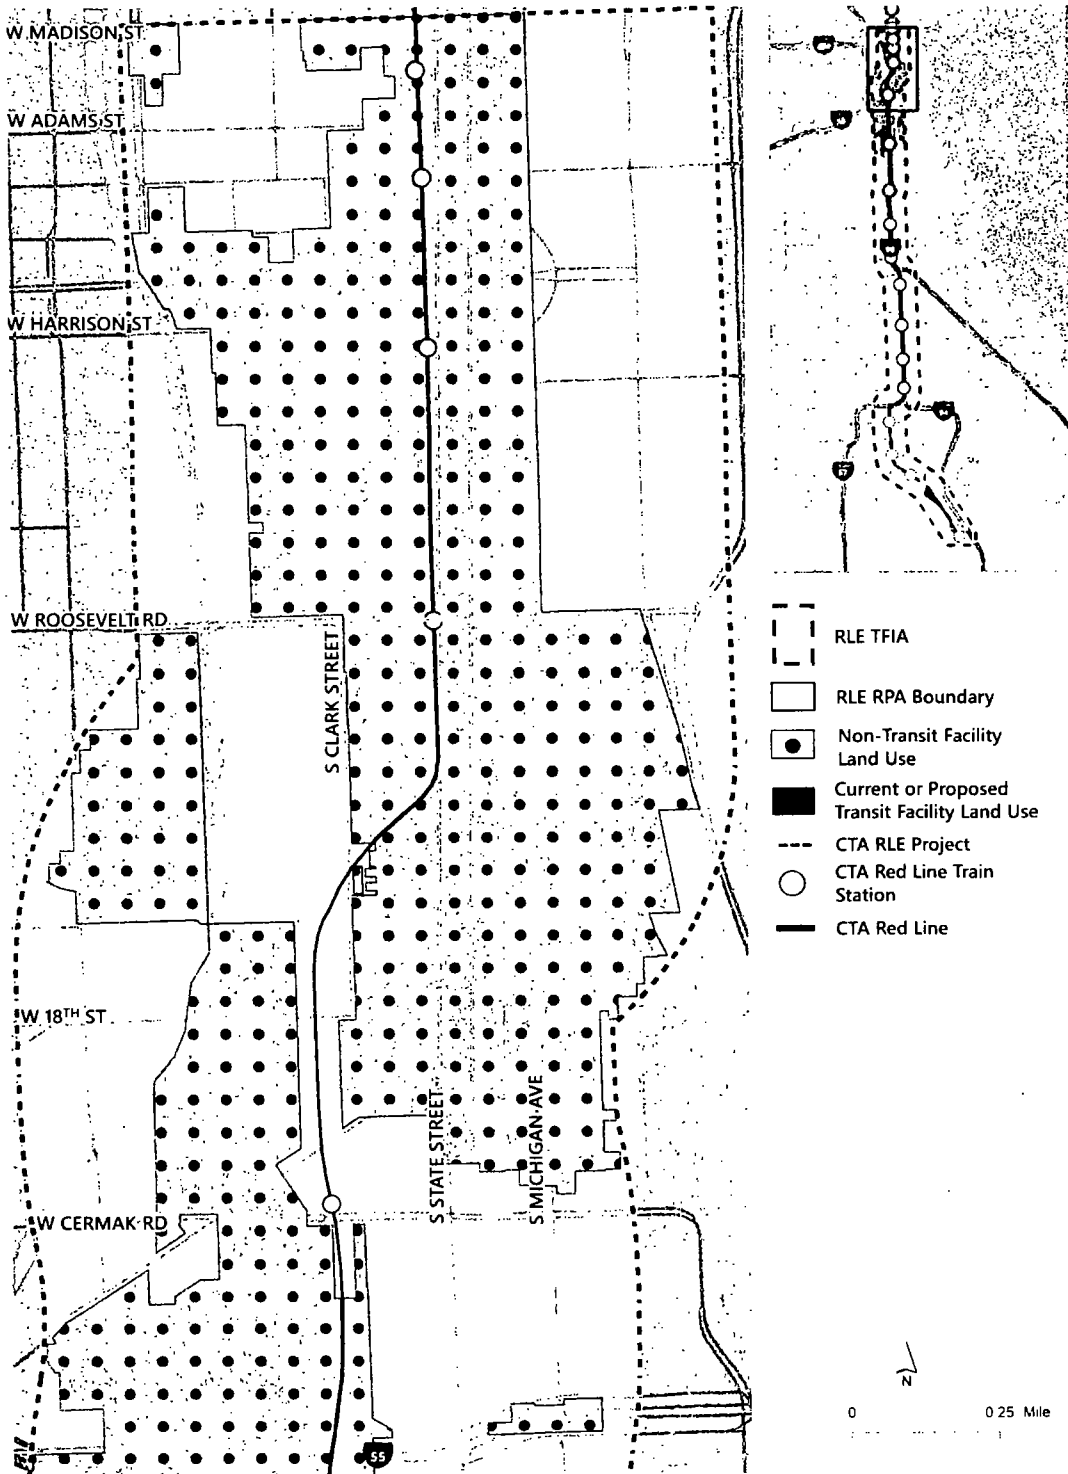 W MADISON ST
W ADAMS ST
W HARRISON ST
W ROOSEVELT RD
S CLARK STREET
W 18TH ST
S STATE STREET
S MICHIGAN AVE
W CERMAK RD
55
57
RLE TFIA
RLE RPA Boundary
Non-Transit Facility
Land Use
Current or Proposed
Transit Facility Land Use
CTA RLE Project
CTA Red Line Train
Station
CTA Red Line
N
0 0 25 Mile